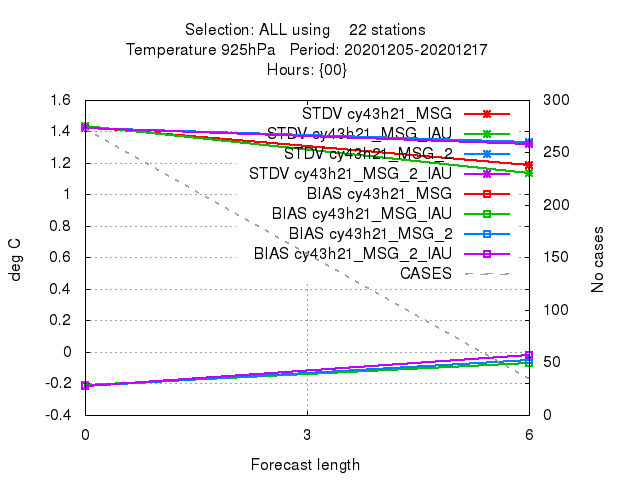 Selection: ALL using 22 stations
Temperature 925hPa Period: 20201205-20201217
Hours: {00}
1.6
1.4
1.2
1
0.8
0.6
0.4
0.2
0
-0.2
-0.4
deg C
STDV cy43h21_MSG
STDV cy43h21_MSG_IAU
STDV cy43h21_MSG_2
STDV cy43h21_MSG_2_IAU
BIAS cy43h21_MSG
BIAS cy43h21_MSG_IAU
BIAS cy43h21_MSG_2
BIAS cy43h21_MSG_2_IAU
CASES
300
250
200
150
100
50
0
No cases
0 3 6
Forecast length